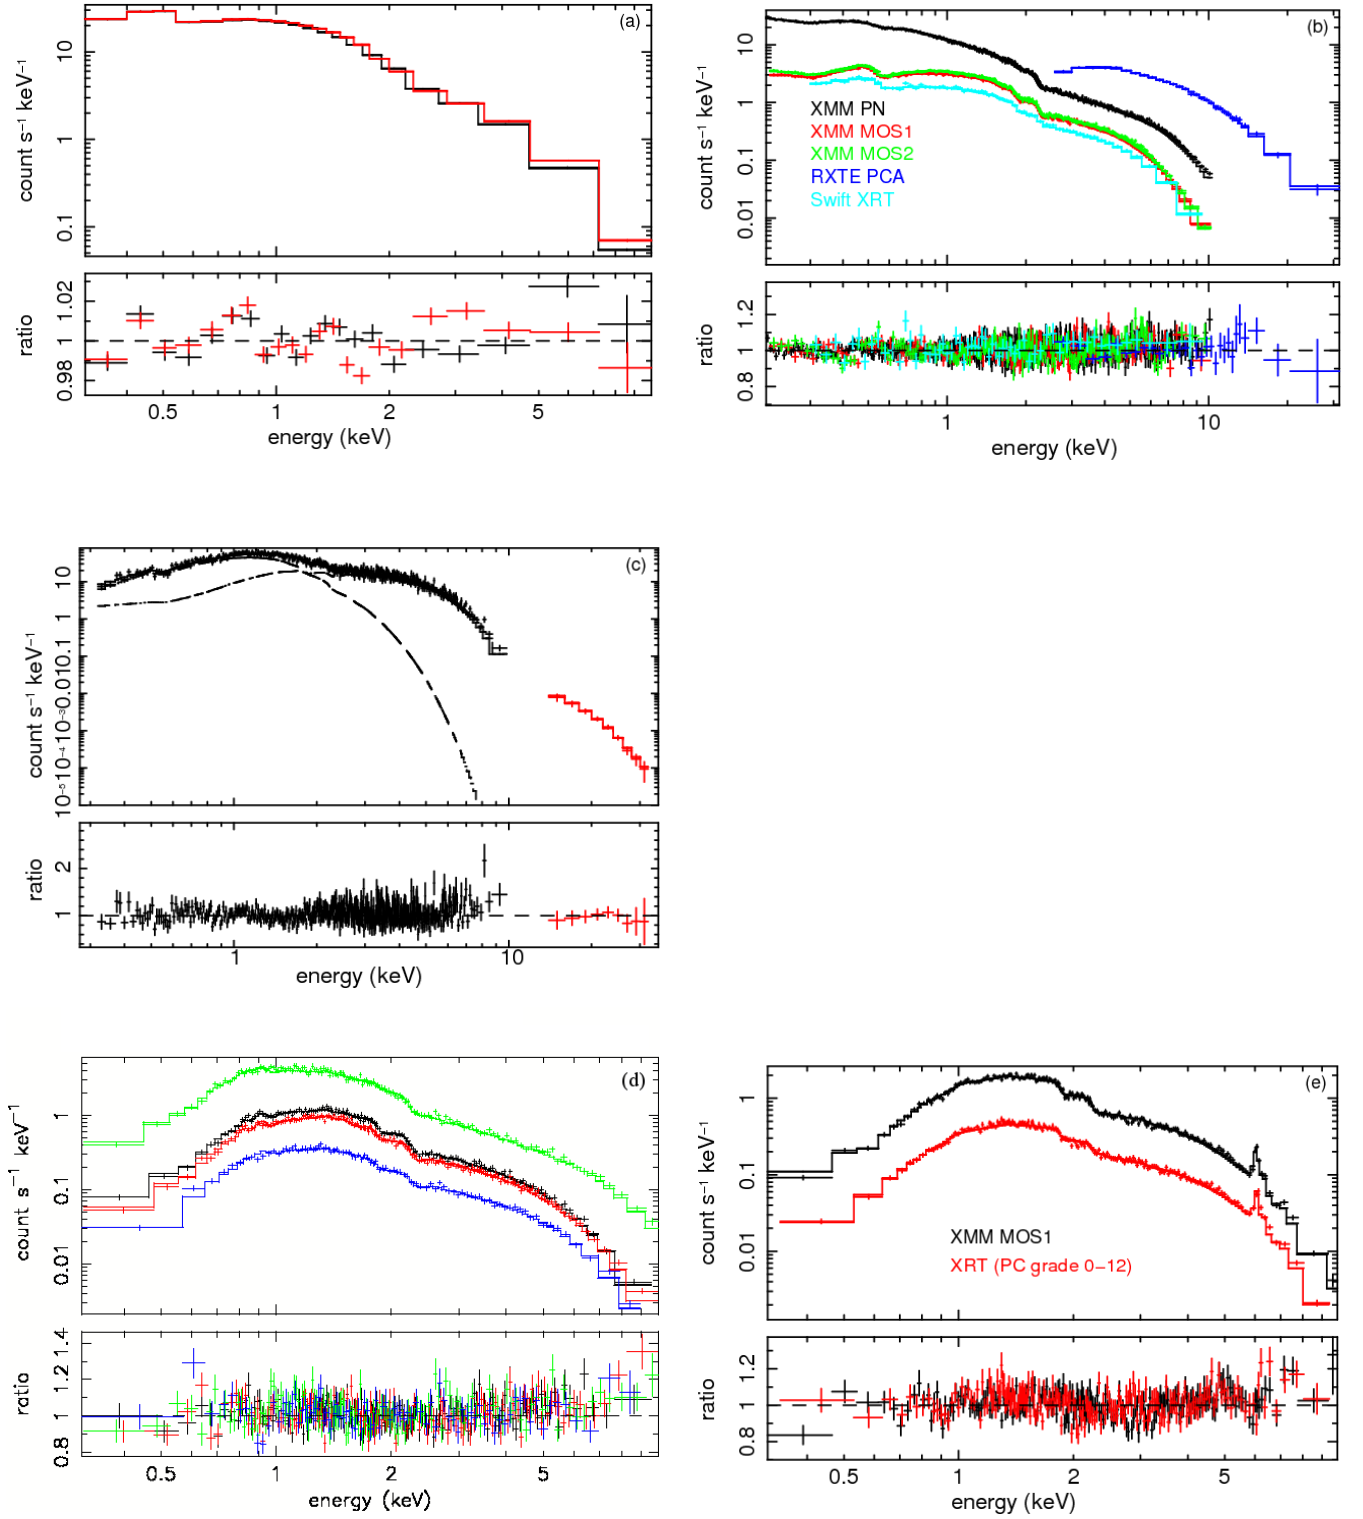 (a)
count s⁻¹ keV⁻¹
10
1
0.1
ratio
1.02
1
0.98
0.5 1 2 5
energy (keV)
(b)
count s⁻¹ keV⁻¹
10
1
0.1
0.01
XMM PN
XMM MOS1
XMM MOS2
RXTE PCA
Swift XRT
ratio
1.2
1
0.8
1 10
energy (keV)
(c)
count s⁻¹ keV⁻¹
10
1
0.1
0.01
10⁻³
10⁻⁴
10⁻⁵
ratio
2
1
1 10
energy (keV)
(d)
count s⁻¹ keV⁻¹
1
0.1
0.01
ratio
1.4
1.2
1
0.8
0.5 1 2 5
energy (keV)
(e)
count s⁻¹ keV⁻¹
1
0.1
0.01
XMM MOS1
XRT (PC grade 0−12)
ratio
1.2
1
0.8
0.5 1 2 5
energy (keV)